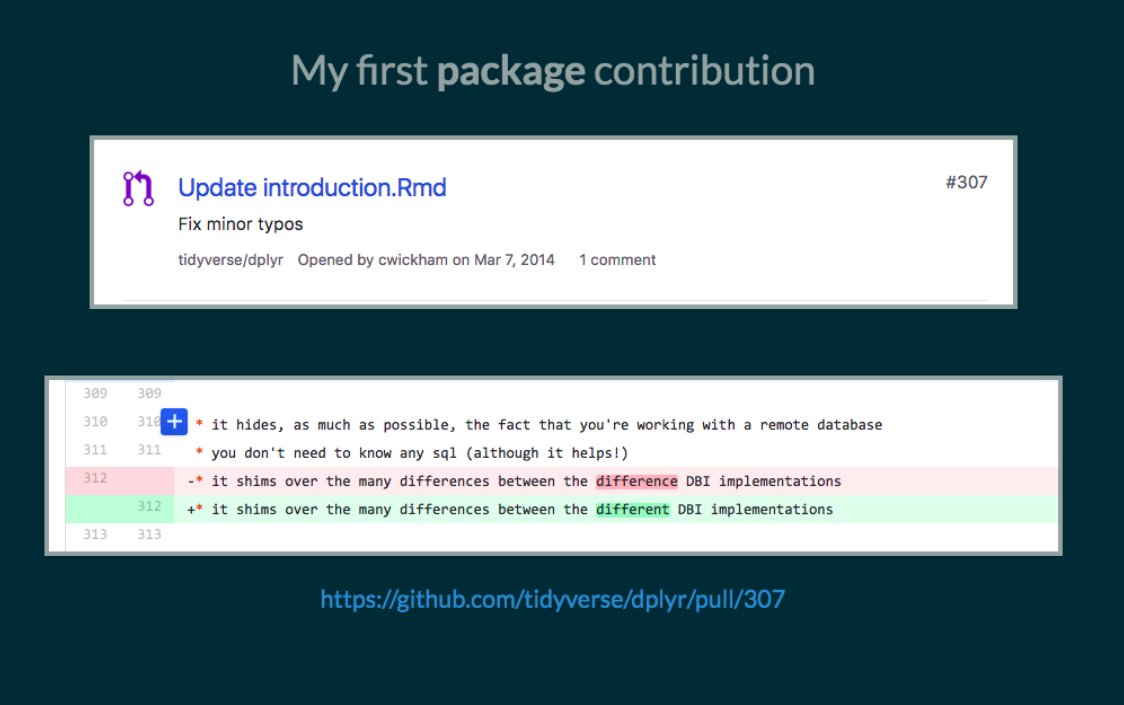 My first package contribution
Update introduction.Rmd
#307
Fix minor typos
tidyverse/dplyr Opened by cwickham on Mar 7, 2014 1 comment
309 309
310 310 + * it hides, as much as possible, the fact that you're working with a remote database
311 311 * you don't need to know any sql (although it helps!)
312 -* it shims over the many differences between the difference DBI implementations
312 +* it shims over the many differences between the different DBI implementations
313 313
https://github.com/tidyverse/dplyr/pull/307